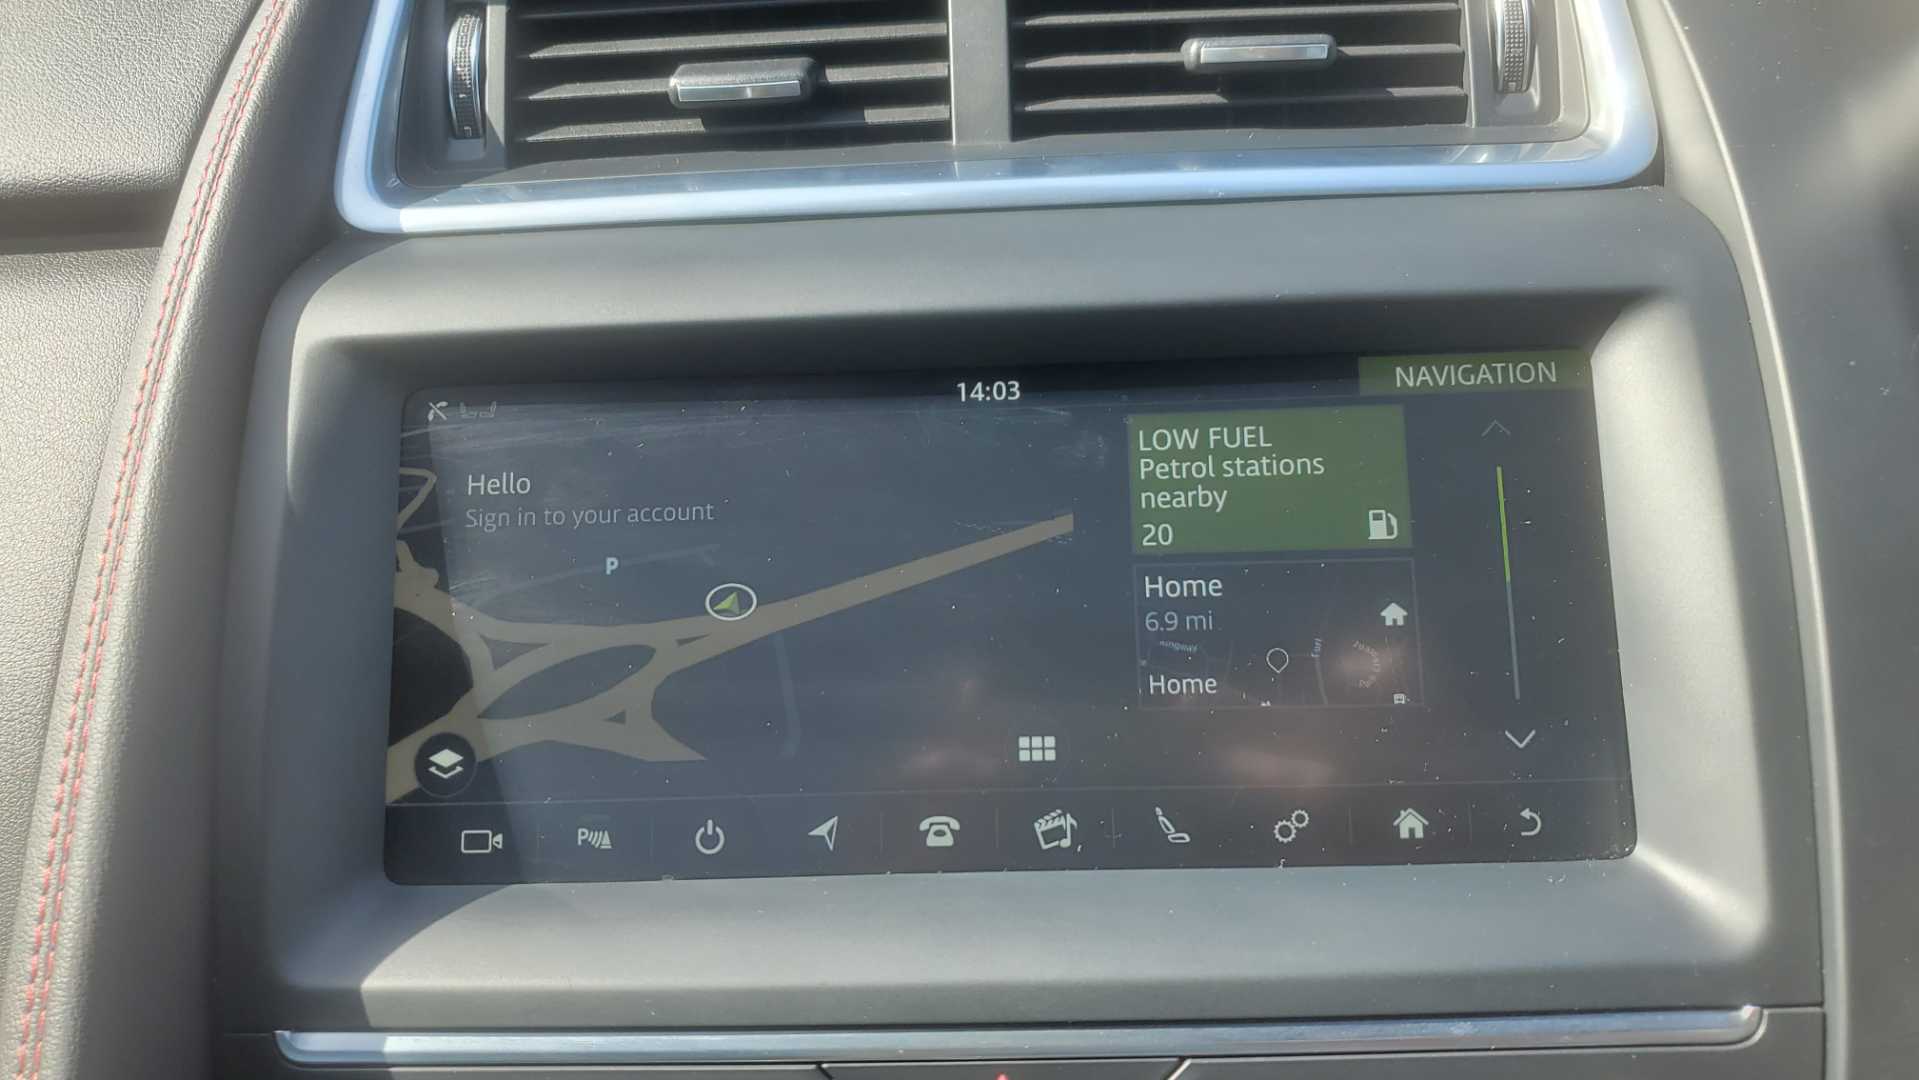 14:03
NAVIGATION
Hello
Sign in to your account
P
LOW FUEL
Petrol stations
nearby
20
Home
6.9 mi
Home
P